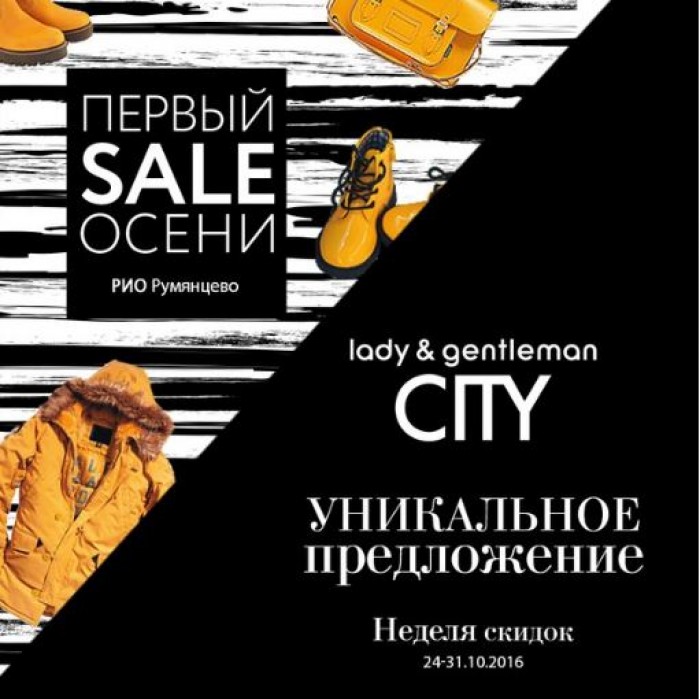 ПЕРВЫЙ
SALE
ОСЕНИ
РИО Румянцево
lady & gentleman
CITY
УНИКАЛЬНОЕ
предложение
Неделя скидок
24-31.10.2016